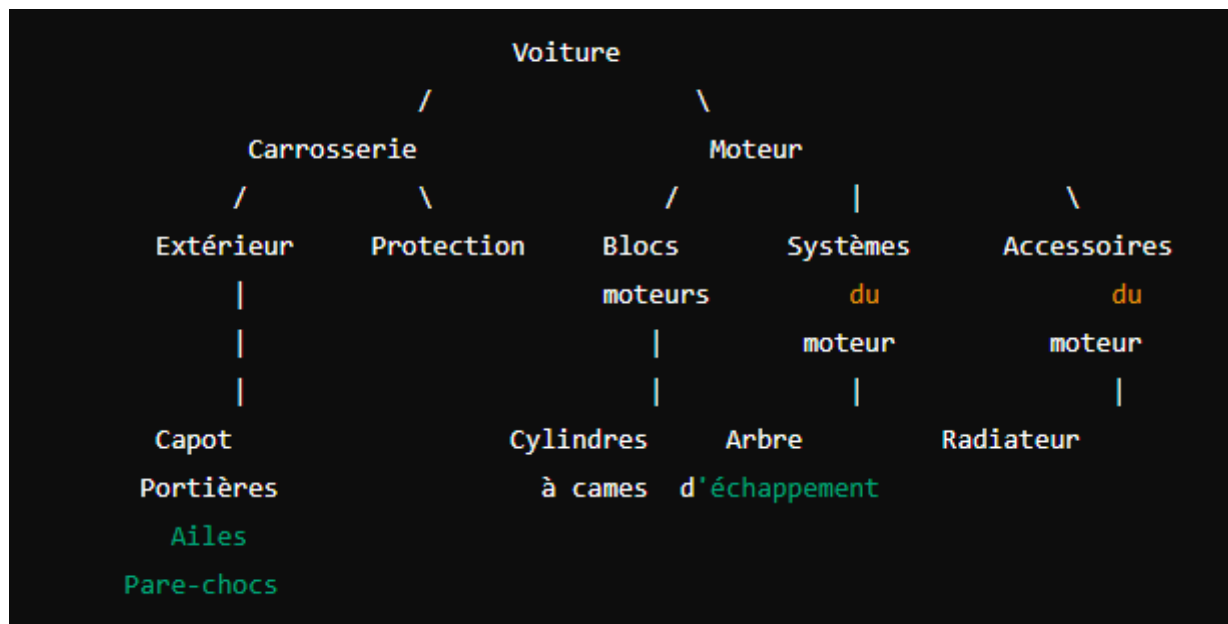 Voiture
/ \
Carrosserie Moteur
/ \ / | \
Extérieur Protection Blocs Systèmes Accessoires
| moteurs du du
| | moteur moteur
| | | |
Capot Cylindres Arbre Radiateur
Portières à cames d'échappement
Ailes
Pare-chocs